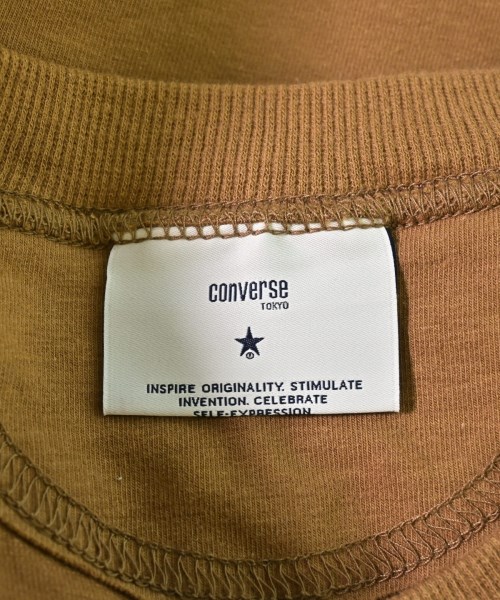 converse
TOKYO
INSPIRE ORIGINALITY. STIMULATE
INVENTION. CELEBRATE
SELF-EXPRESSION